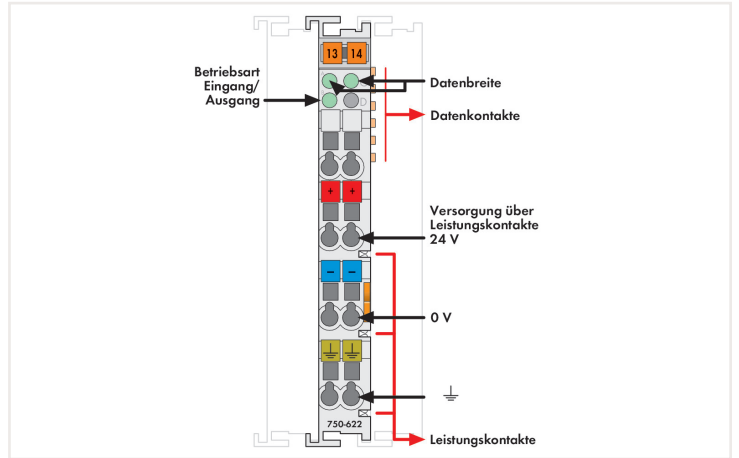 13 14
Betriebsart
Eingang/
Ausgang
Datenbreite
Datenkontakte
+ +
Versorgung über
Leistungskontakte
24 V
– –
0 V
750-622
Leistungskontakte